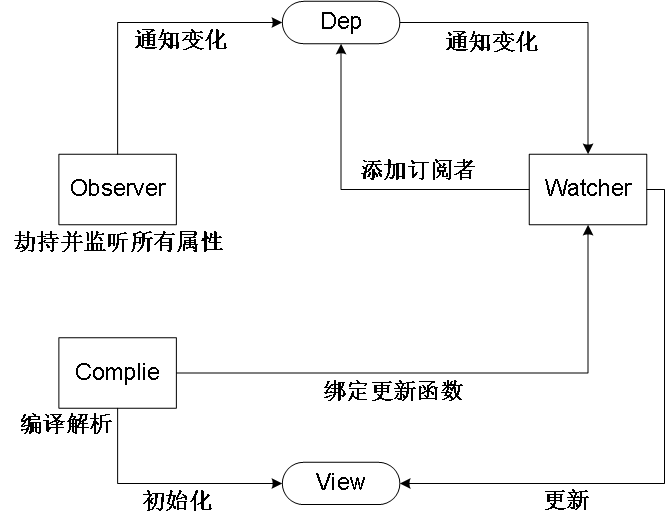 Dep
通知变化
通知变化
添加订阅者
Observer
Watcher
劫持并监听所有属性
Complie
绑定更新函数
编译解析
View
初始化
更新